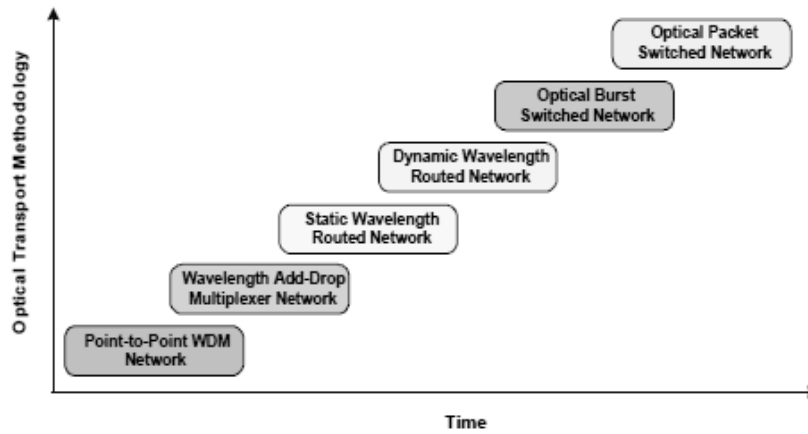 Optical Packet
Switched Network
Optical Burst
Switched Network
Dynamic Wavelength
Routed Network
Static Wavelength
Routed Network
Wavelength Add-Drop
Multiplexer Network
Point-to-Point WDM
Network
Optical Transport Methodology
Time